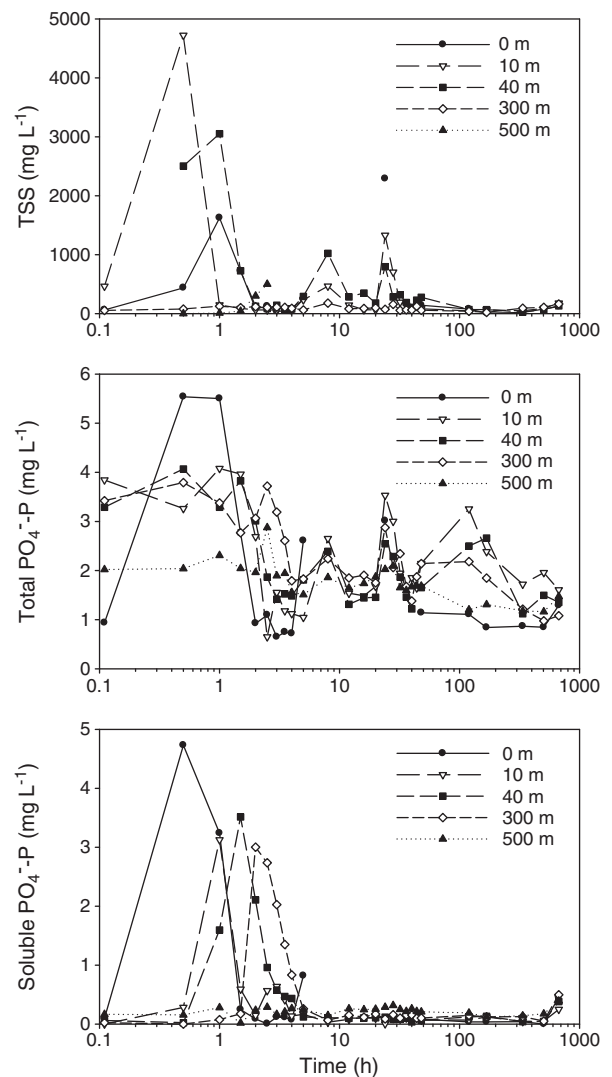 5000
4000
3000
2000
1000
0
TSS (mg L⁻¹)
0 m
10 m
40 m
300 m
500 m
0.1 1 10 100 1000
6
5
4
3
2
1
0
Total PO₄⁻-P (mg L⁻¹)
0 m
10 m
40 m
300 m
500 m
0.1 1 10 100 1000
5
4
3
2
1
0
Soluble PO₄⁻-P (mg L⁻¹)
0 m
10 m
40 m
300 m
500 m
0.1 1 10 100 1000
Time (h)